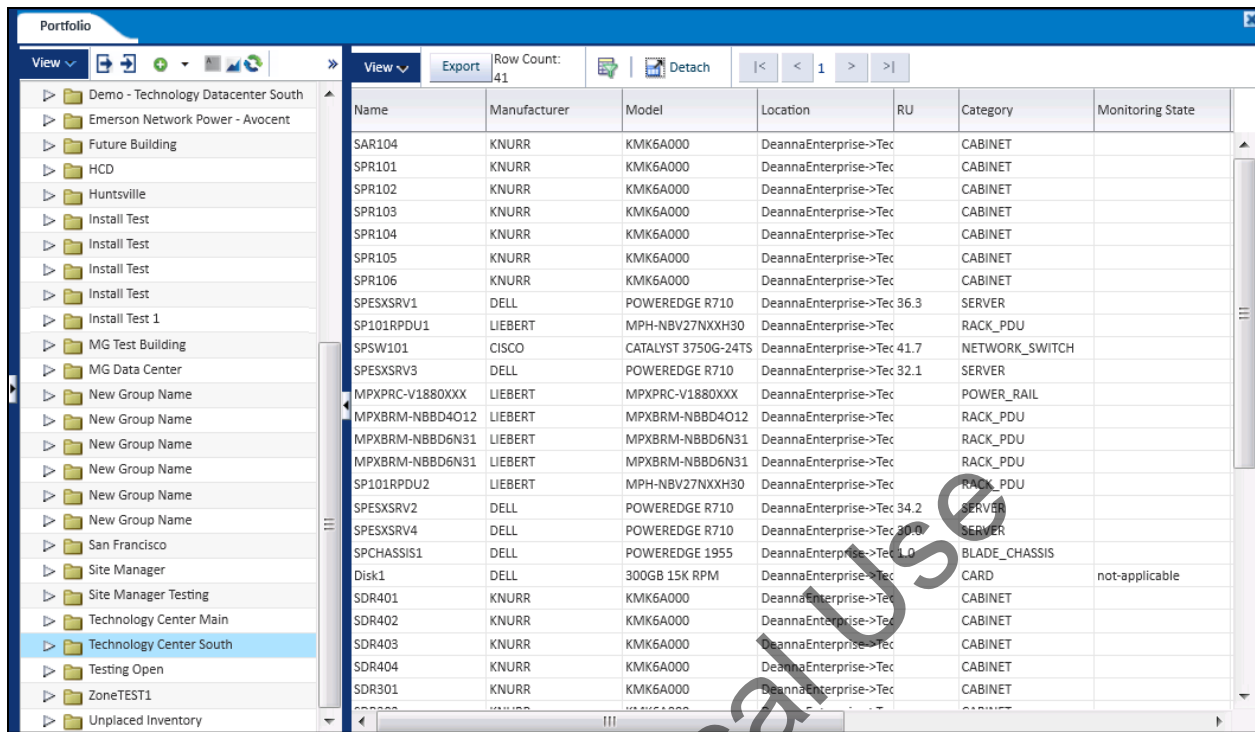 Portfolio
View
View Export Row Count: 41 Detach |< < 1 > >|
Demo - Technology Datacenter South
Emerson Network Power - Avocent
Future Building
HCD
Huntsville
Install Test
Install Test
Install Test
Install Test
Install Test 1
MG Test Building
MG Data Center
New Group Name
New Group Name
New Group Name
New Group Name
New Group Name
New Group Name
San Francisco
Site Manager
Site Manager Testing
Technology Center Main
Technology Center South
Testing Open
ZoneTEST1
Unplaced Inventory
Name Manufacturer Model Location RU Category Monitoring State
SAR104 KNURR KMK6A000 DeannaEnterprise->Tec CABINET
SPR101 KNURR KMK6A000 DeannaEnterprise->Tec CABINET
SPR102 KNURR KMK6A000 DeannaEnterprise->Tec CABINET
SPR103 KNURR KMK6A000 DeannaEnterprise->Tec CABINET
SPR104 KNURR KMK6A000 DeannaEnterprise->Tec CABINET
SPR105 KNURR KMK6A000 DeannaEnterprise->Tec CABINET
SPR106 KNURR KMK6A000 DeannaEnterprise->Tec CABINET
SPESXSRV1 DELL POWEREDGE R710 DeannaEnterprise->Tec 36.3 SERVER
SP101RPDU1 LIEBERT MPH-NBV27NXXH30 DeannaEnterprise->Tec RACK_PDU
SPSW101 CISCO CATALYST 3750G-24TS DeannaEnterprise->Tec 41.7 NETWORK_SWITCH
SPESXSRV3 DELL POWEREDGE R710 DeannaEnterprise->Tec 32.1 SERVER
MPXPRC-V1880XXX LIEBERT MPXPRC-V1880XXX DeannaEnterprise->Tec POWER_RAIL
MPXBRM-NBBD4O12 LIEBERT MPXBRM-NBBD4O12 DeannaEnterprise->Tec RACK_PDU
MPXBRM-NBBD6N31 LIEBERT MPXBRM-NBBD6N31 DeannaEnterprise->Tec RACK_PDU
MPXBRM-NBBD6N31 LIEBERT MPXBRM-NBBD6N31 DeannaEnterprise->Tec RACK_PDU
SP101RPDU2 LIEBERT MPH-NBV27NXXH30 DeannaEnterprise->Tec RACK_PDU
SPESXSRV2 DELL POWEREDGE R710 DeannaEnterprise->Tec 34.2 SERVER
SPESXSRV4 DELL POWEREDGE R710 DeannaEnterprise->Tec 30.0 SERVER
SPCHASSIS1 DELL POWEREDGE 1955 DeannaEnterprise->Tec 1.0 BLADE_CHASSIS
Disk1 DELL 300GB 15K RPM DeannaEnterprise->Tec CARD not-applicable
SDR401 KNURR KMK6A000 DeannaEnterprise->Tec CABINET
SDR402 KNURR KMK6A000 DeannaEnterprise->Tec CABINET
SDR403 KNURR KMK6A000 DeannaEnterprise->Tec CABINET
SDR404 KNURR KMK6A000 DeannaEnterprise->Tec CABINET
SDR301 KNURR KMK6A000 DeannaEnterprise->Tec CABINET
Use